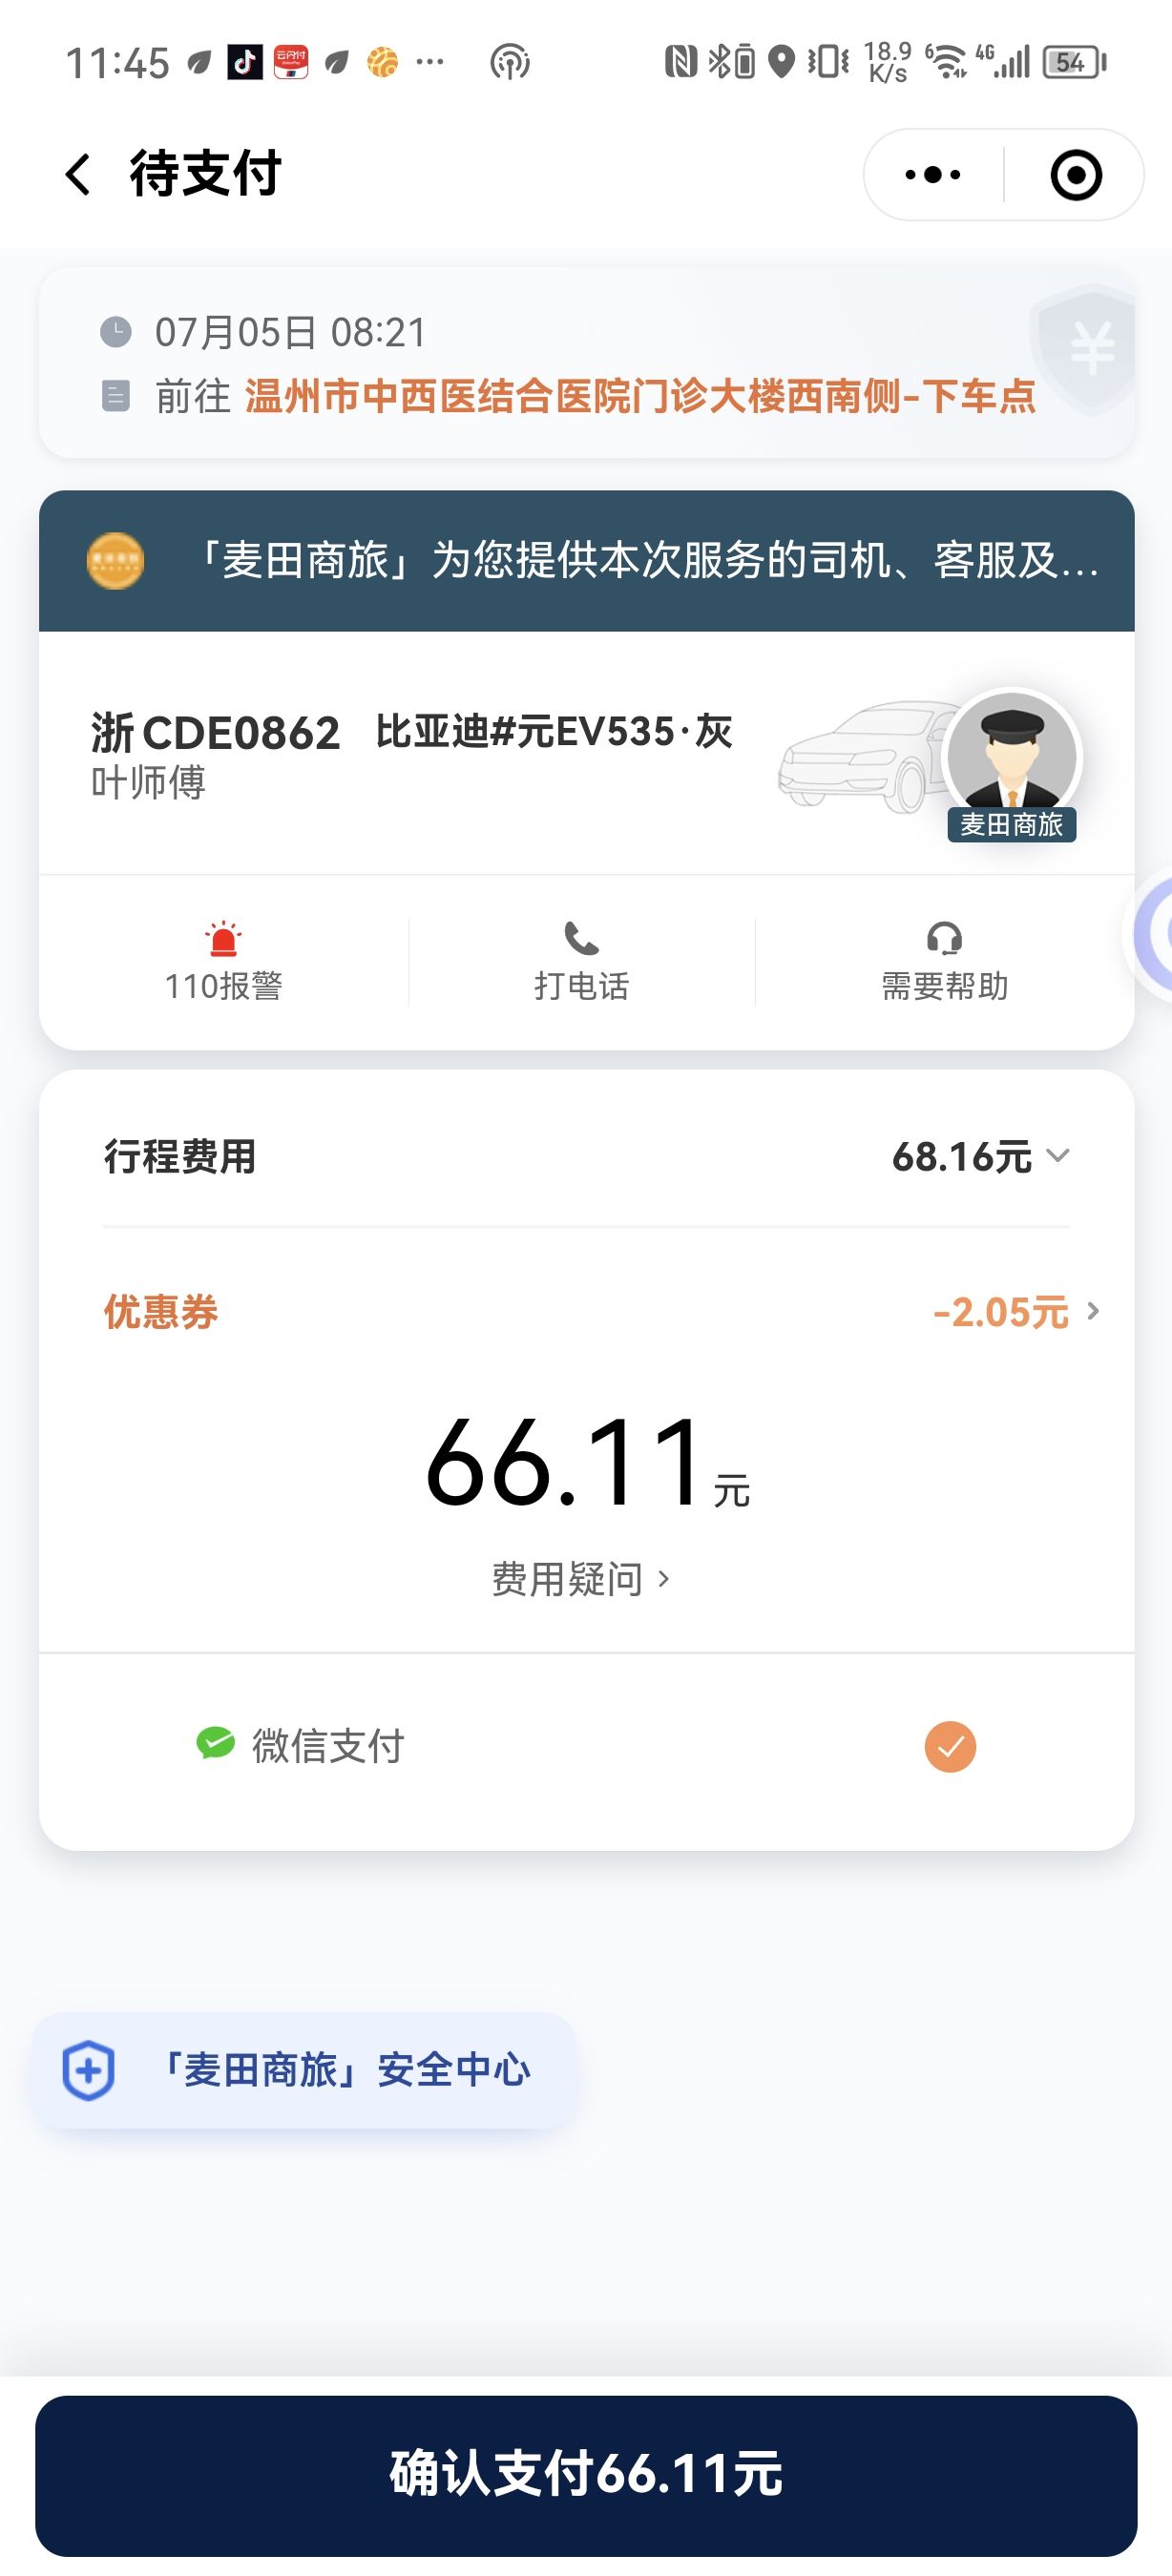 11:45
18.9 K/s
6
4G
54
待支付
07月05日 08:21
前往 温州市中西医结合医院门诊大楼西南侧-下车点
「麦田商旅」为您提供本次服务的司机、客服及...
浙CDE0862 比亚迪#元EV535·灰
叶师傅
麦田商旅
110报警
打电话
需要帮助
行程费用 68.16元
优惠券 -2.05元
66.11元
费用疑问
微信支付
「麦田商旅」安全中心
确认支付66.11元